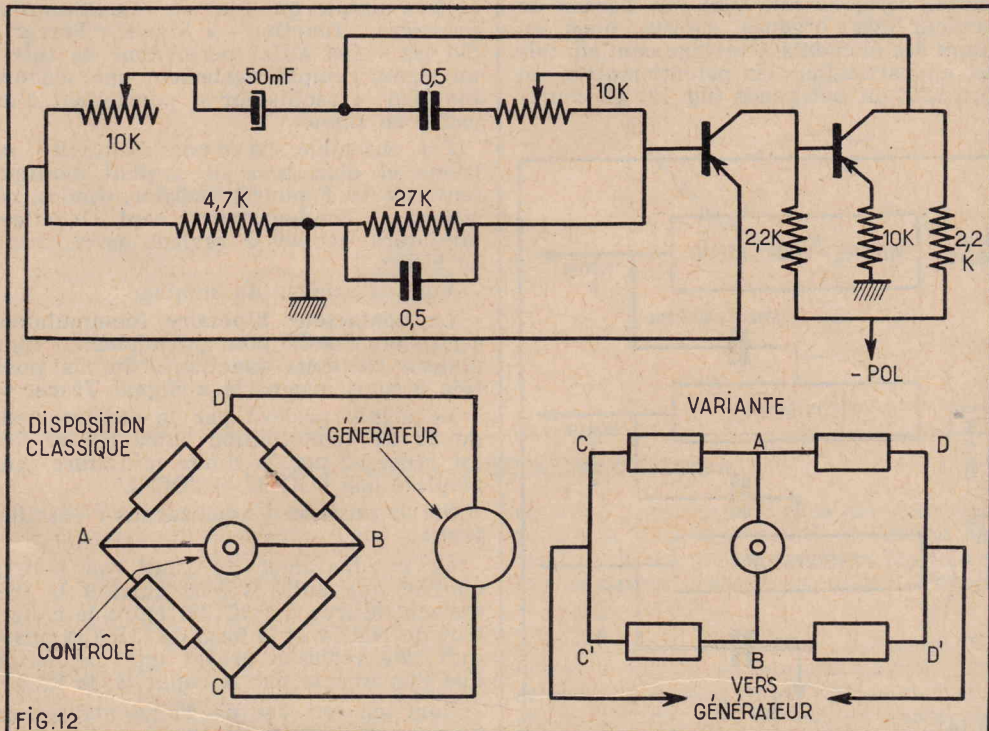 50mF
0,5
10K
10K
4,7K
27K
0,5
2,2K
10K
2,2
K
- POL
DISPOSITION
CLASSIQUE
D
GÉNÉRATEUR
A
B
CONTRÔLE
C
VARIANTE
C
A
D
C'
B
D'
VERS
GÉNÉRATEUR
FIG.12